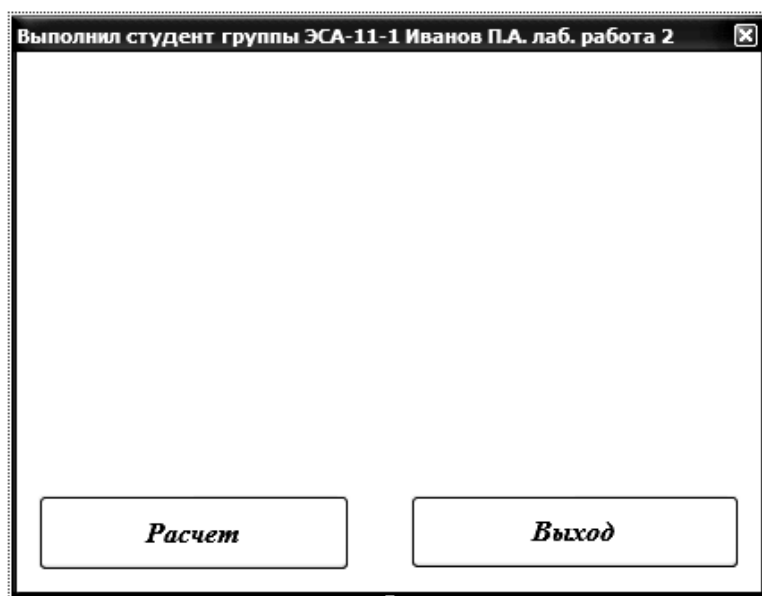 Выполнил студент группы ЭСА-11-1 Иванов П.А. лаб. работа 2
Расчет
Выход